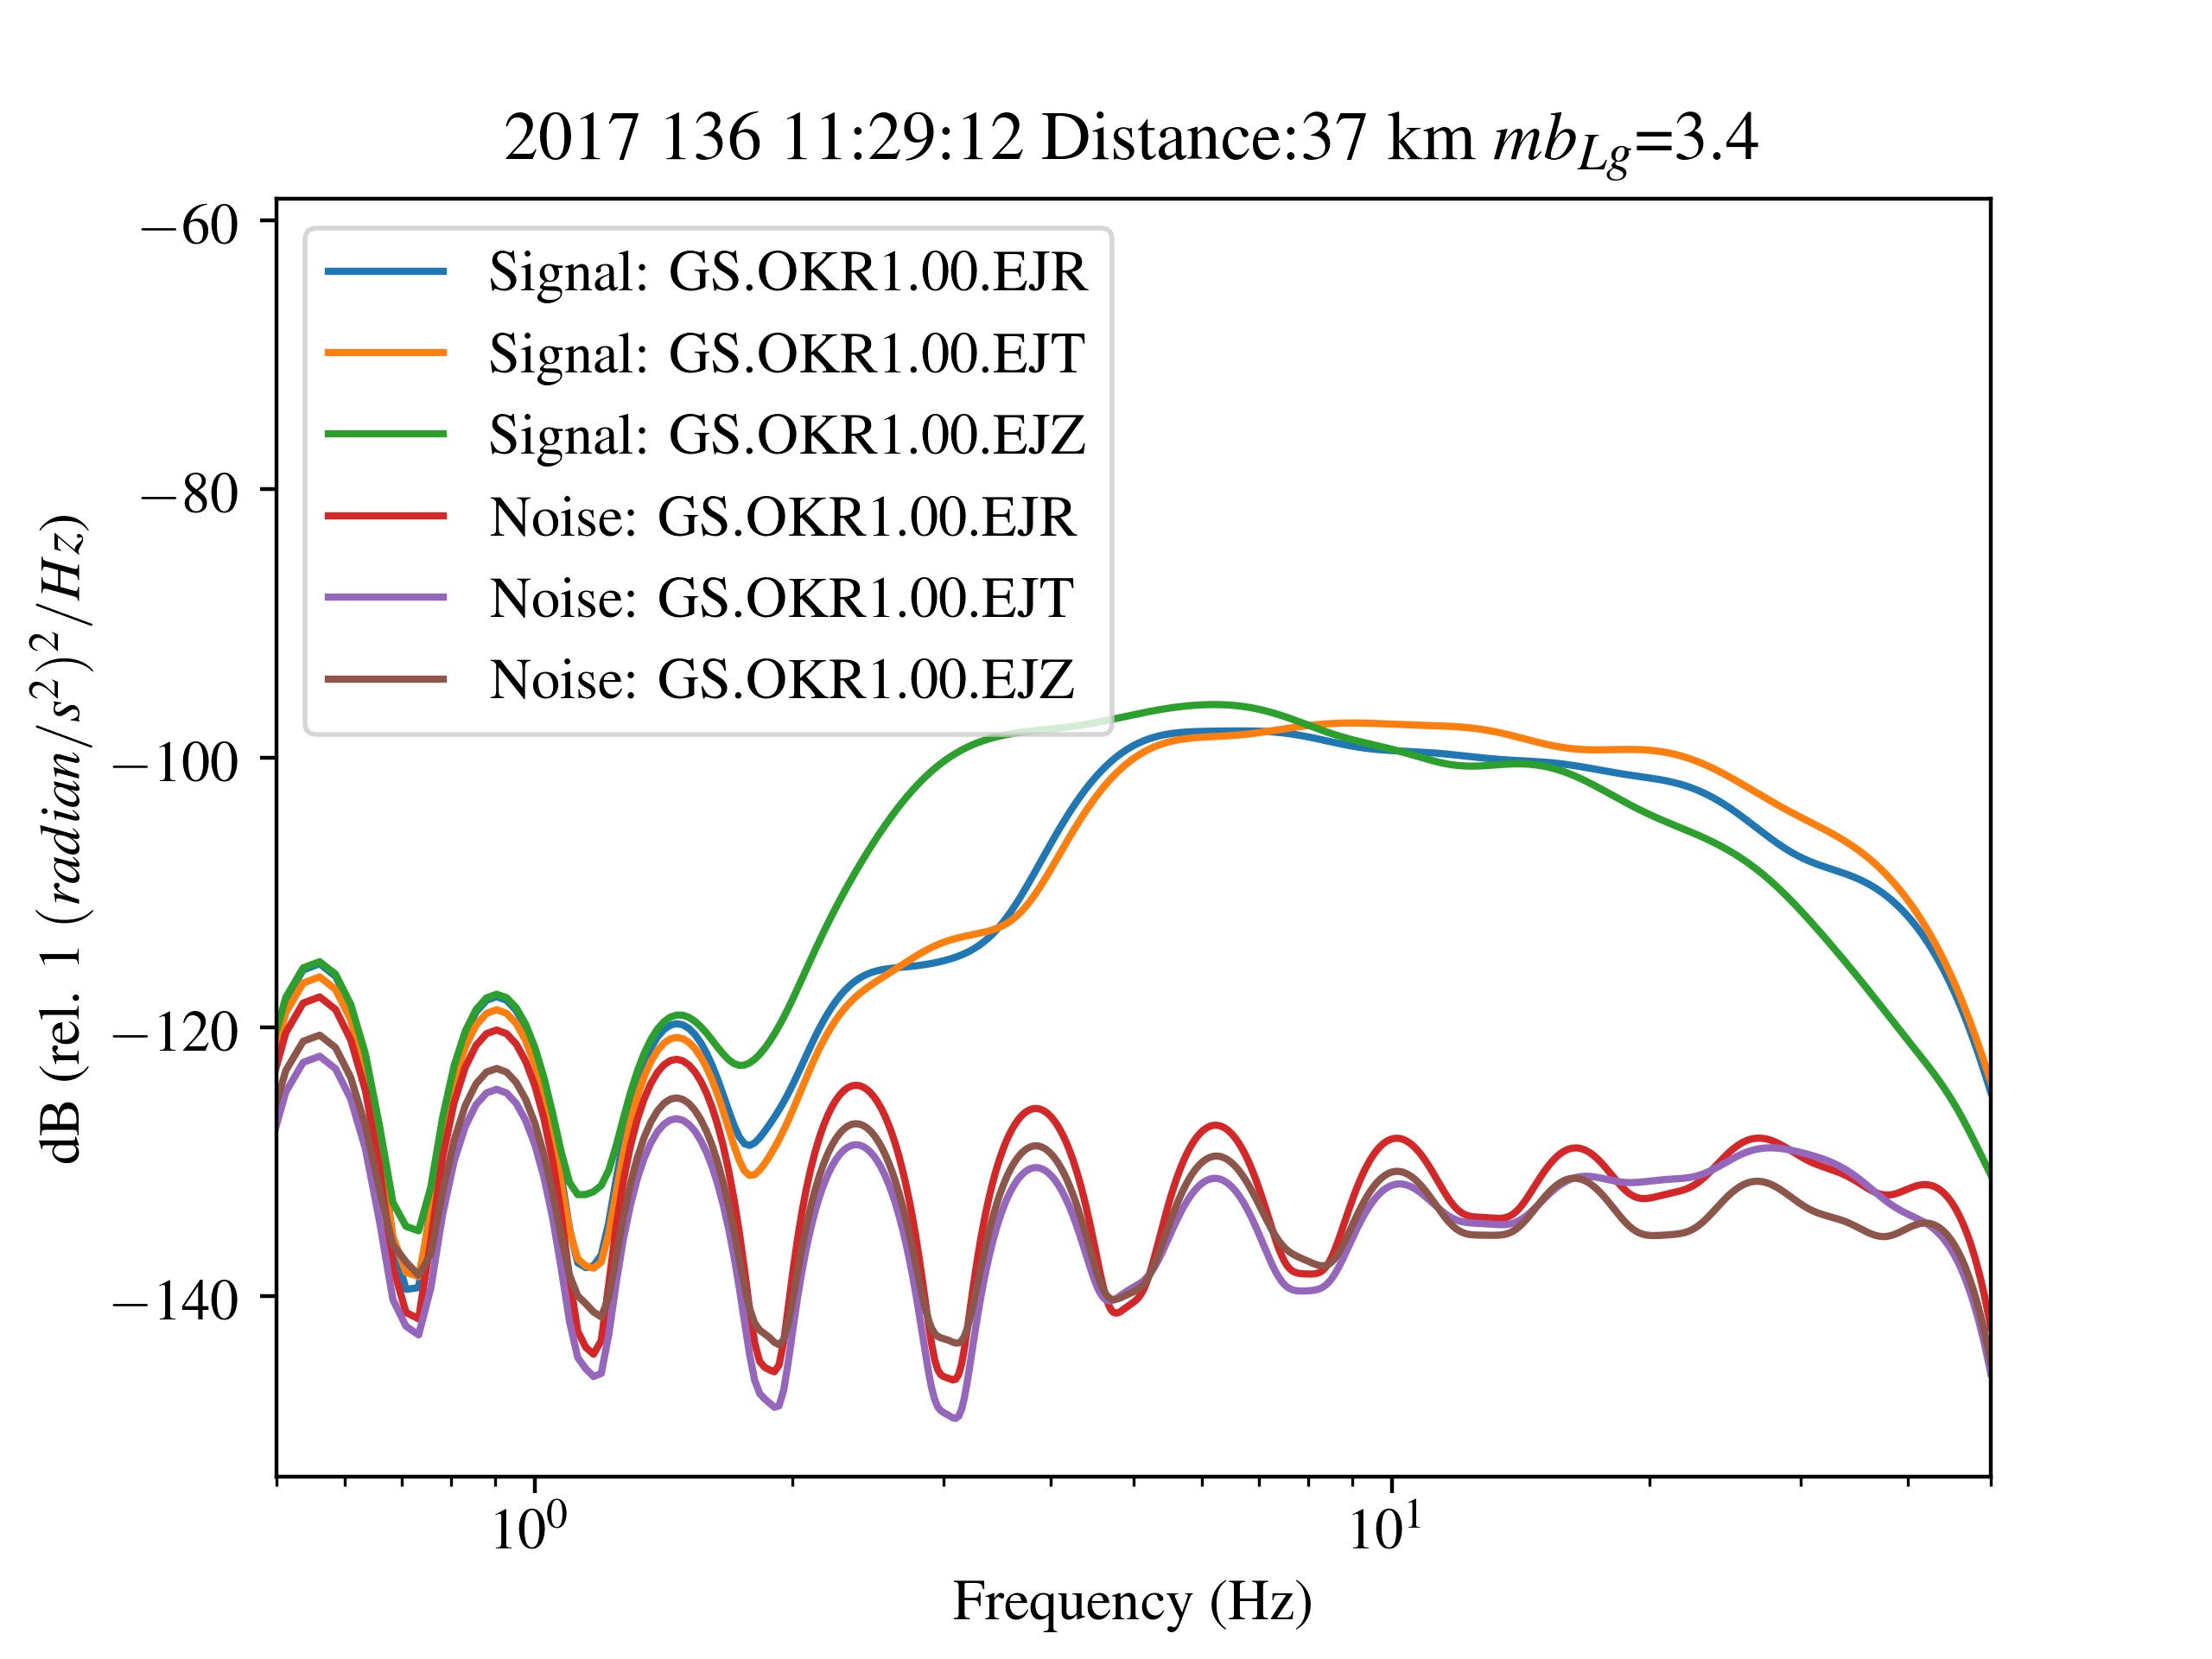 2017 136 11:29:12 Distance:37 km mb_Lg=3.4
dB (rel. 1 (radian/s²)²/Hz)
−60
−80
−100
−120
−140
Signal: GS.OKR1.00.EJR
Signal: GS.OKR1.00.EJT
Signal: GS.OKR1.00.EJZ
Noise: GS.OKR1.00.EJR
Noise: GS.OKR1.00.EJT
Noise: GS.OKR1.00.EJZ
10⁰ 10¹
Frequency (Hz)